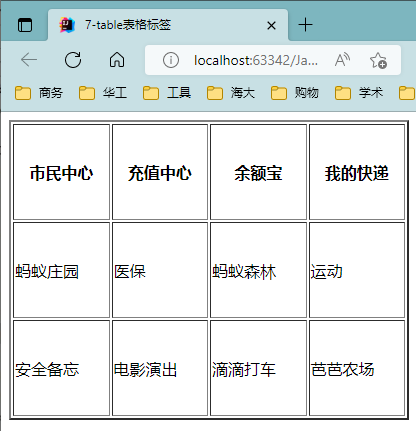 7-table表格标签
localhost:63342/Ja...
商务 华工 工具 海大 购物 学术
市民中心 充值中心 余额宝 我的快递
蚂蚁庄园 医保 蚂蚁森林 运动
安全备忘 电影演出 滴滴打车 芭芭农场